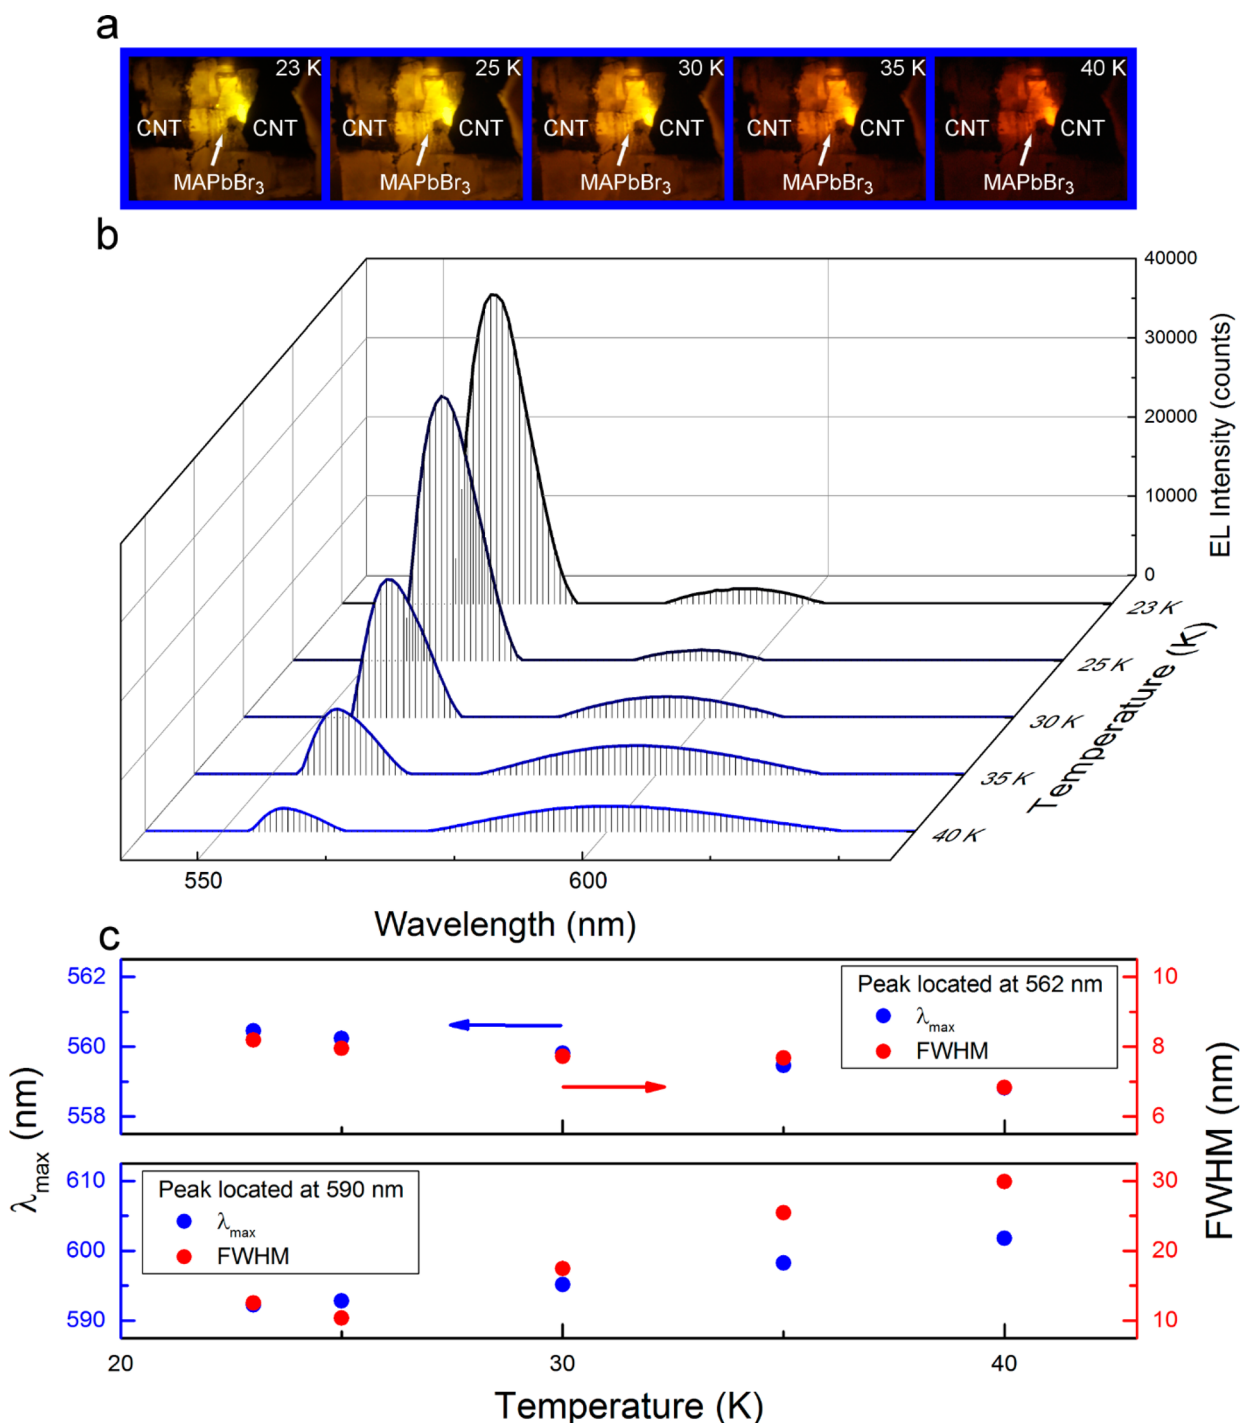 a
23 K 25 K 30 K 35 K 40 K
CNT CNT CNT CNT CNT CNT CNT CNT CNT CNT
MAPbBr₃ MAPbBr₃ MAPbBr₃ MAPbBr₃ MAPbBr₃
b
40000
30000
20000
10000
0
EL Intensity (counts)
23 K
25 K
30 K
35 K
40 K
Temperature (K)
550 600
Wavelength (nm)
c
562
560
558
10
8
6
Peak located at 562 nm
λmax
FWHM
λmax (nm)
FWHM (nm)
610
600
590
30
20
10
Peak located at 590 nm
λmax
FWHM
20 30 40
Temperature (K)